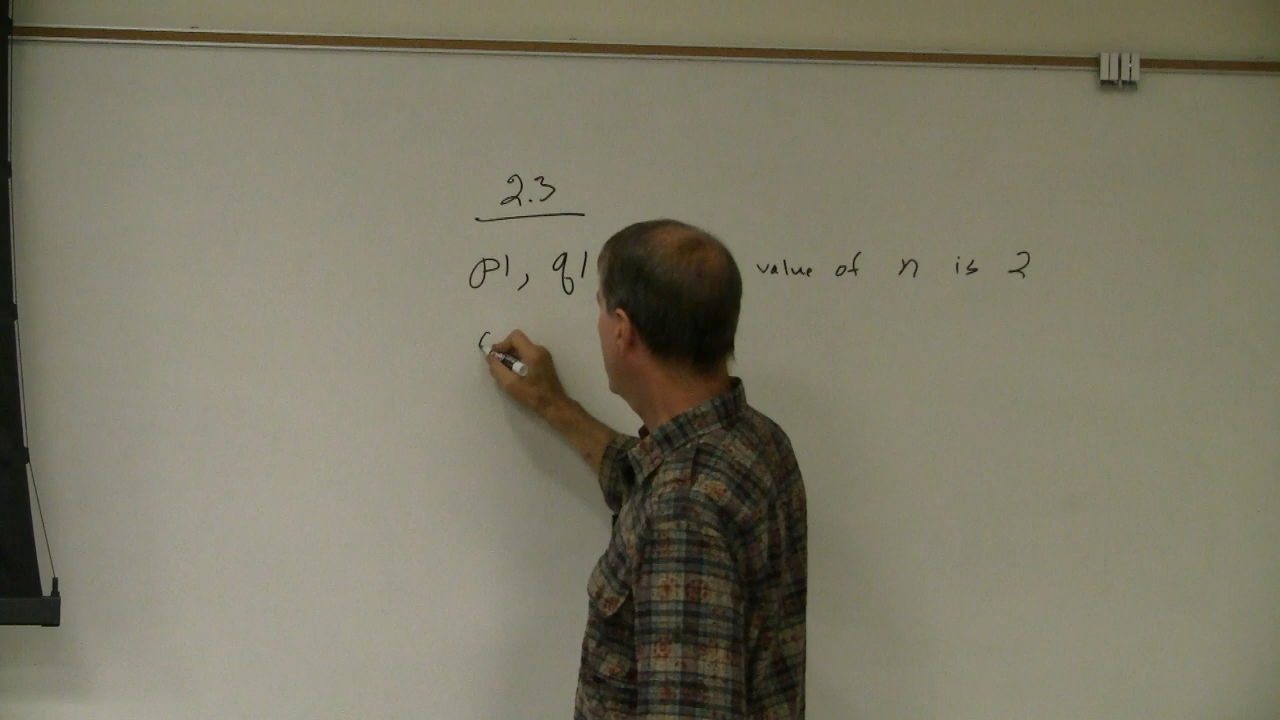 2.3
p1, q1 value of n is 2